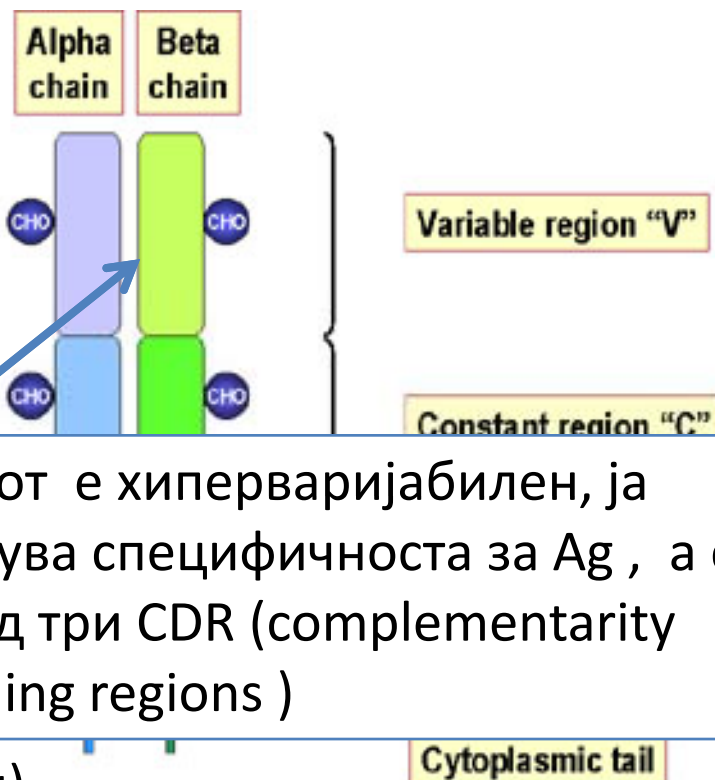 Alpha chain
Beta chain
CHO
CHO
Variable region “V”
CHO
CHO
Constant region “C”
от е хиперваријабилен, ја
ува специфичноста за Ag , а
д три CDR (complementarity
ing regions )
Cytoplasmic tail